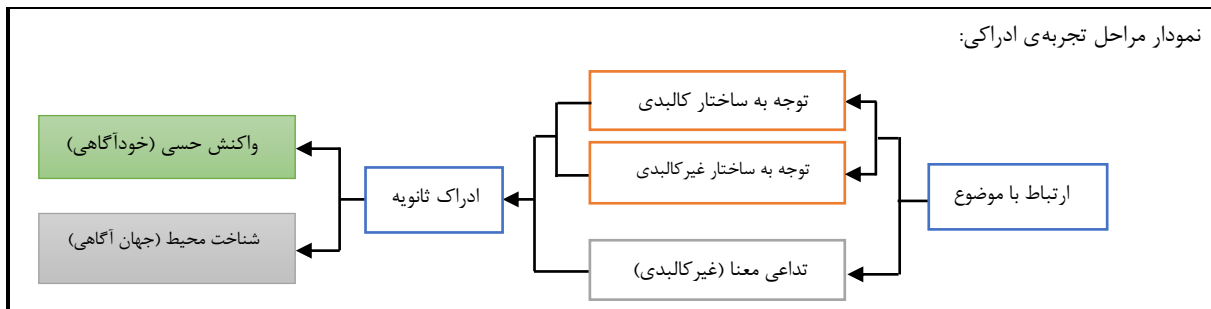 نمودار مراحل تجربه‌ی ادراکی:
ارتباط با موضوع
توجه به ساختار کالبدی
توجه به ساختار غیرکالبدی
تداعی معنا (غیرکالبدی)
ادراک ثانویه
واکنش حسی (خودآگاهی)
شناخت محیط (جهان آگاهی)